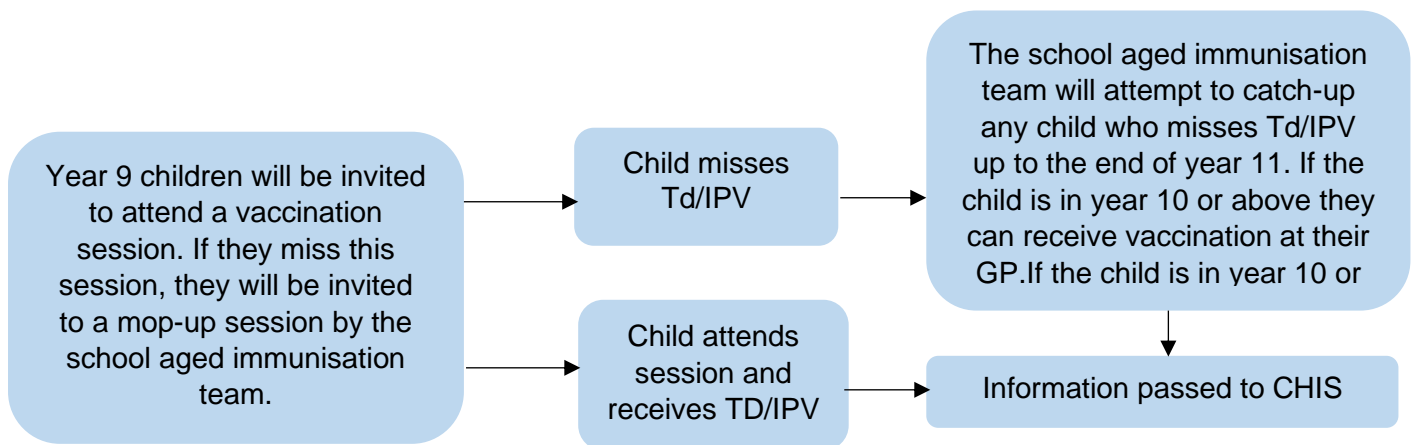 Year 9 children will be invited
to attend a vaccination
session. If they miss this
session, they will be invited
to a mop-up session by the
school aged immunisation
team.
Child misses
Td/IPV
The school aged immunisation
team will attempt to catch-up
any child who misses Td/IPV
up to the end of year 11. If the
child is in year 10 or above they
can receive vaccination at their
GP.If the child is in year 10 or
Child attends
session and
receives TD/IPV
Information passed to CHIS